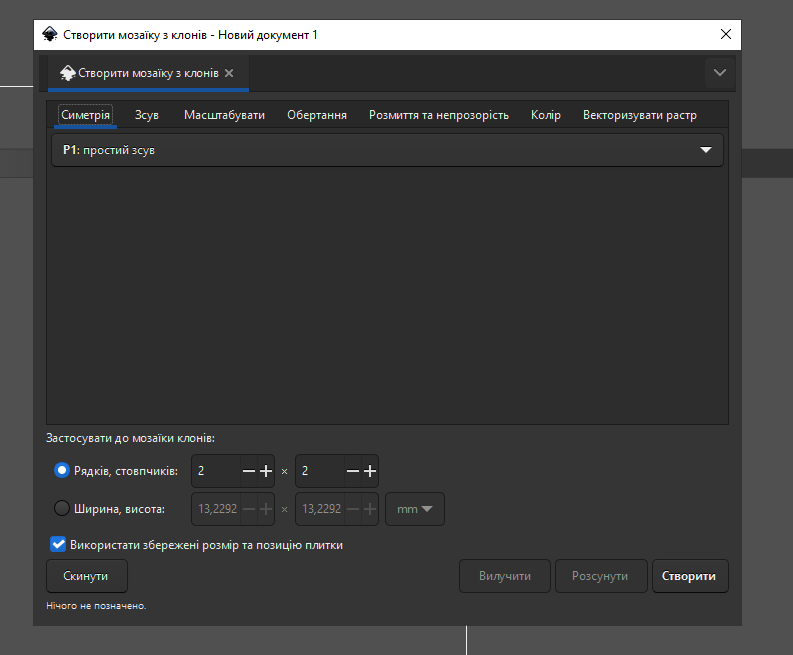 Створити мозаїку з клонів - Новий документ 1
Створити мозаїку з клонів
Симетрія Зсув Масштабувати Обертання Розмиття та непрозорість Колір Векторизувати растр
P1: простий зсув
Застосувати до мозаїки клонів:
Рядків, стовпчиків: 2 × 2
Ширина, висота: 13,2292 × 13,2292 mm
Використати збережені розмір та позицію плитки
Скинути Вилучити Розсунути Створити
Нічого не позначено.